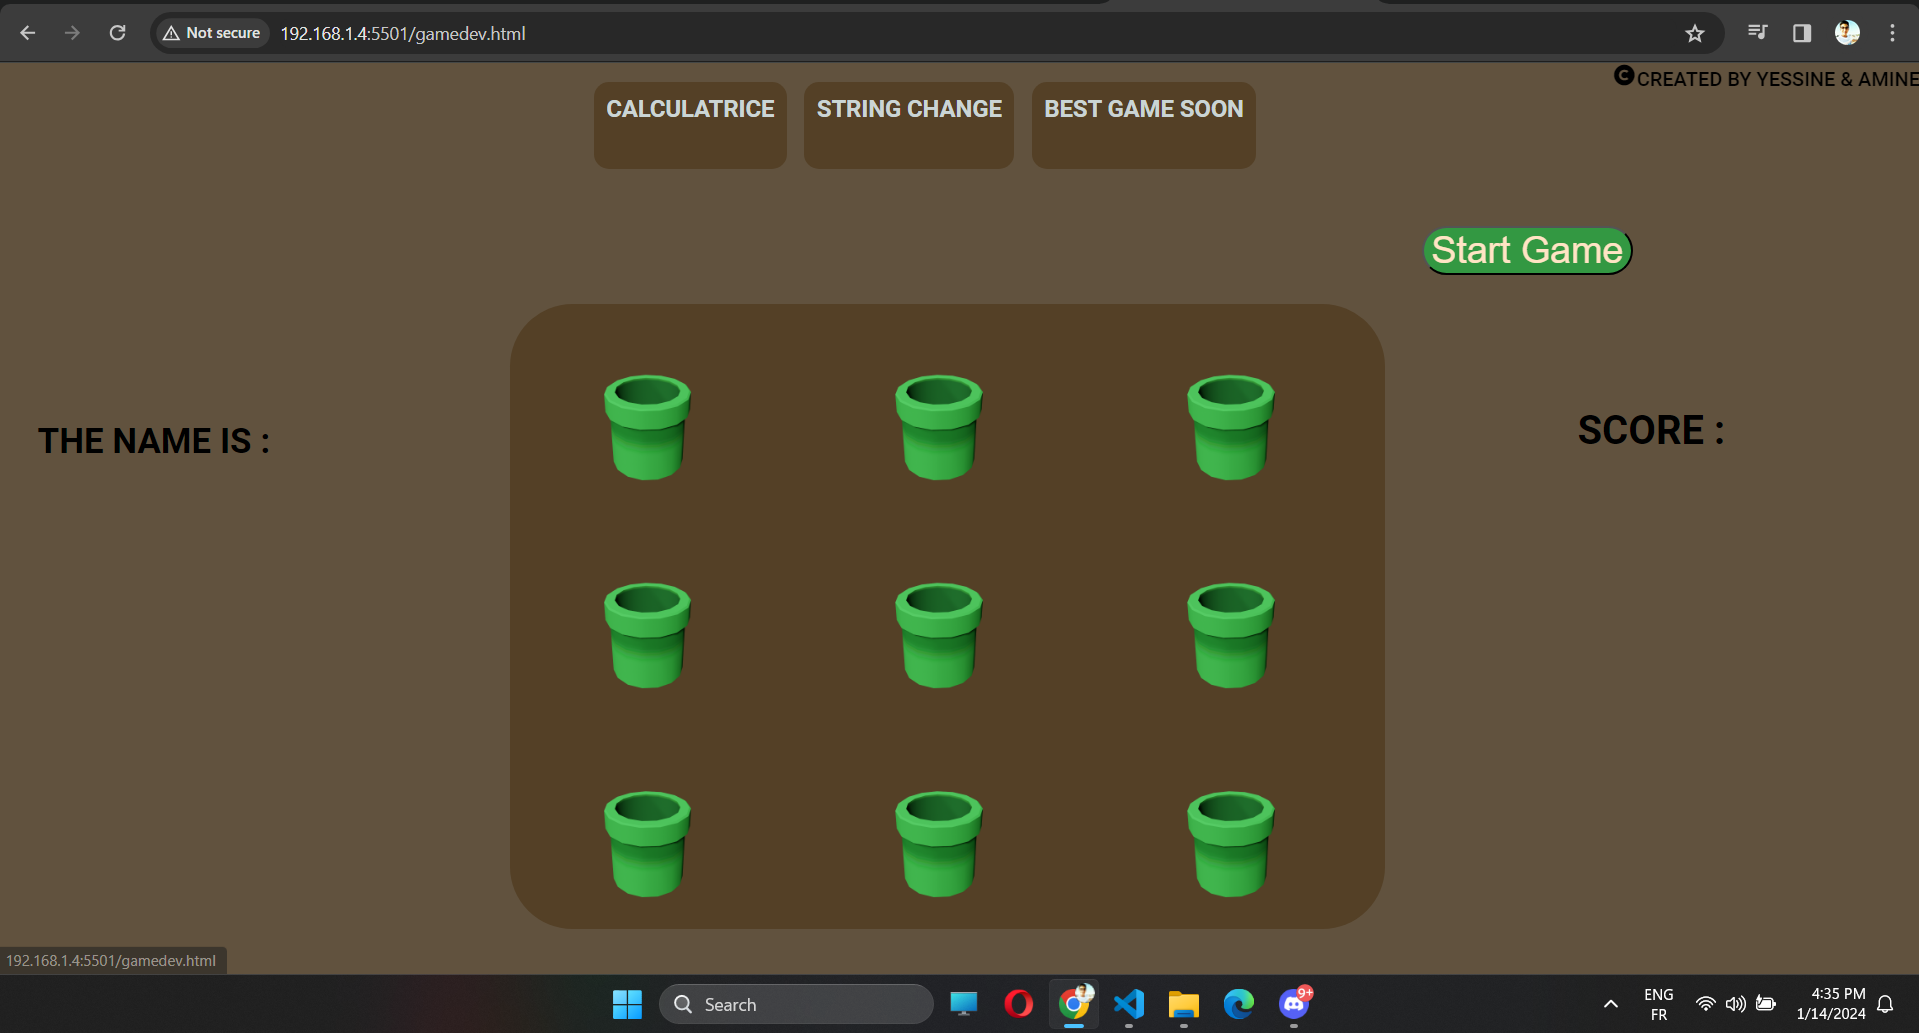 Not secure 192.168.1.4:5501/gamedev.html
CREATED BY YESSINE & AMINE
CALCULATRICE STRING CHANGE BEST GAME SOON
Start Game
THE NAME IS :
SCORE :
192.168.1.4:5501/gamedev.html
Search
9+
ENG
FR
4:35 PM
1/14/2024